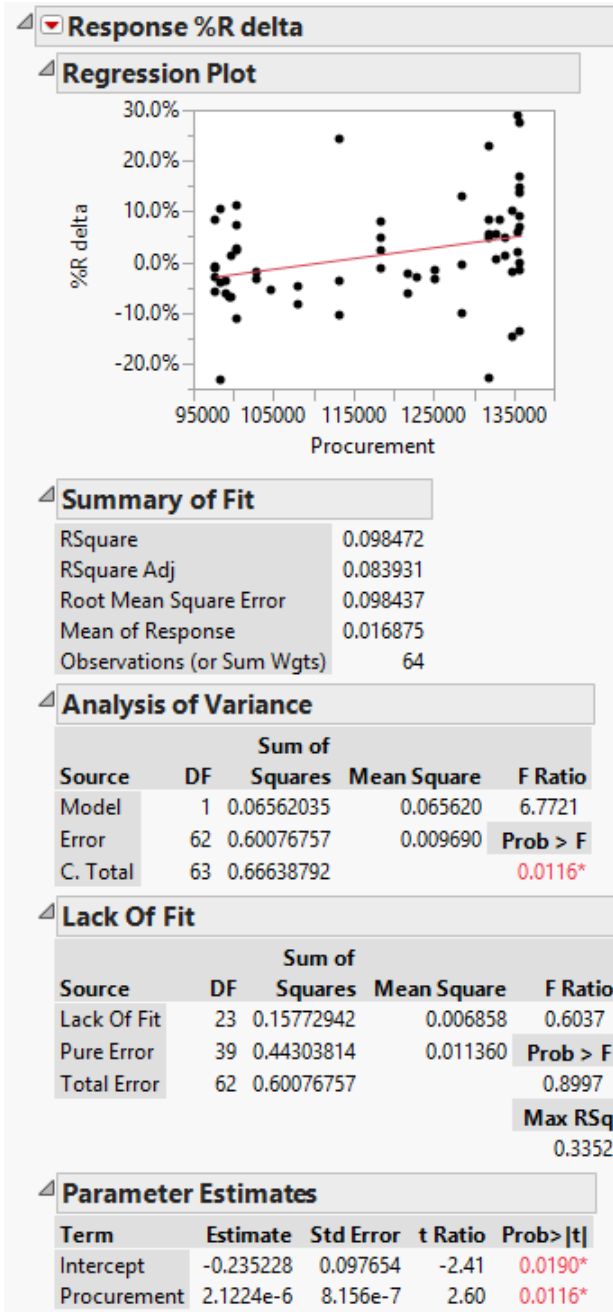 Response %R delta
Regression Plot
30.0%
20.0%
10.0%
0.0%
-10.0%
-20.0%
%R delta
95000 105000 115000 125000 135000
Procurement
Summary of Fit
RSquare 0.098472
RSquare Adj 0.083931
Root Mean Square Error 0.098437
Mean of Response 0.016875
Observations (or Sum Wgts) 64
Analysis of Variance
Sum of
Source DF Squares Mean Square F Ratio
Model 1 0.06562035 0.065620 6.7721
Error 62 0.60076757 0.009690 Prob > F
C. Total 63 0.66638792 0.0116*
Lack Of Fit
Sum of
Source DF Squares Mean Square F Ratio
Lack Of Fit 23 0.15772942 0.006858 0.6037
Pure Error 39 0.44303814 0.011360 Prob > F
Total Error 62 0.60076757 0.8997
Max RSq
0.3352
Parameter Estimates
Term Estimate Std Error t Ratio Prob>|t|
Intercept -0.235228 0.097654 -2.41 0.0190*
Procurement 2.1224e-6 8.156e-7 2.60 0.0116*